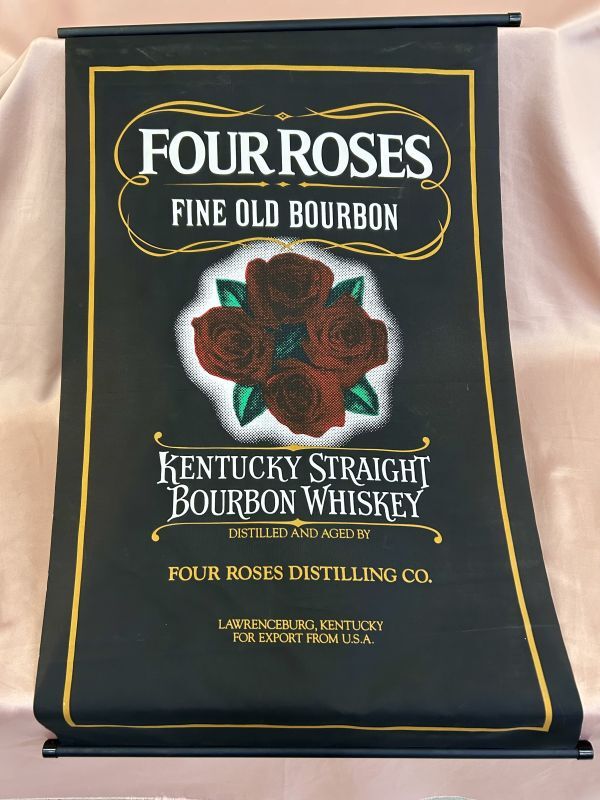 FOUR ROSES
FINE OLD BOURBON
KENTUCKY STRAIGHT
BOURBON WHISKEY
DISTILLED AND AGED BY
FOUR ROSES DISTILLING CO.
LAWRENCEBURG, KENTUCKY
FOR EXPORT FROM U.S.A.